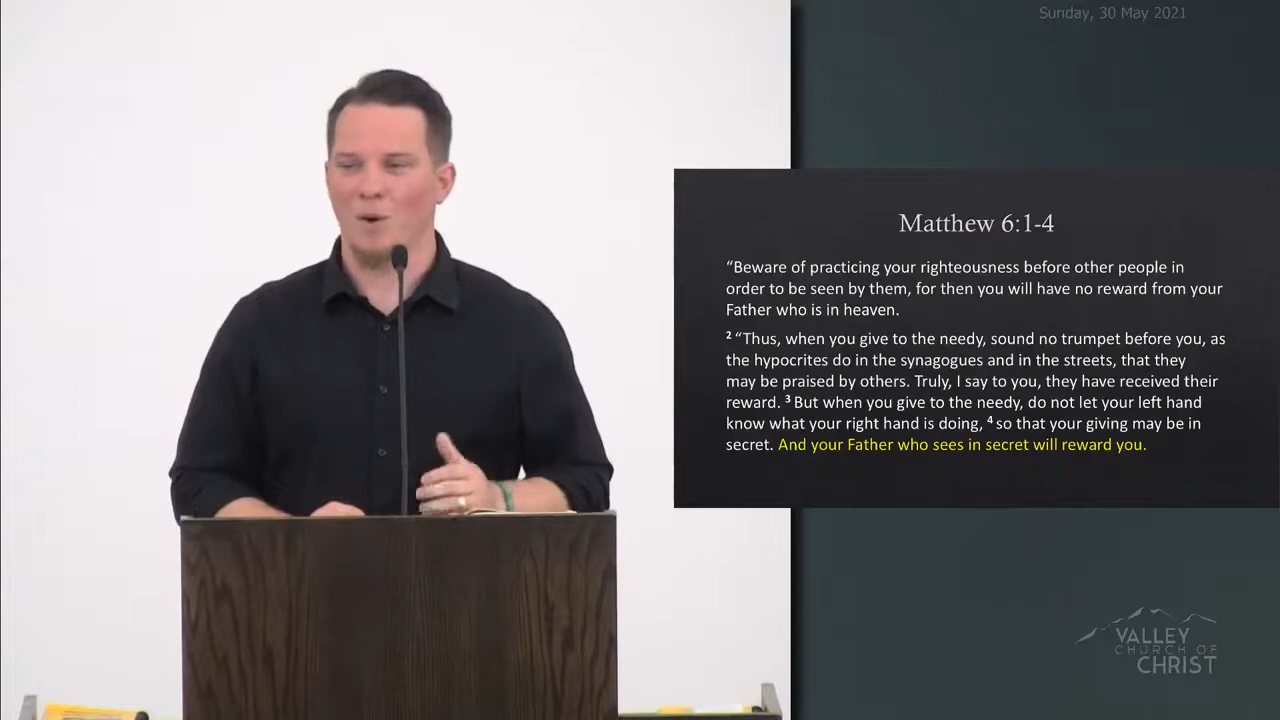 Sunday, 30 May 2021
Matthew 6:1-4
“Beware of practicing your righteousness before other people in
order to be seen by them, for then you will have no reward from your
Father who is in heaven.
2 “Thus, when you give to the needy, sound no trumpet before you, as
the hypocrites do in the synagogues and in the streets, that they
may be praised by others. Truly, I say to you, they have received their
reward. 3 But when you give to the needy, do not let your left hand
know what your right hand is doing, 4 so that your giving may be in
secret. And your Father who sees in secret will reward you.
VALLEY
CHURCH OF
CHRIST